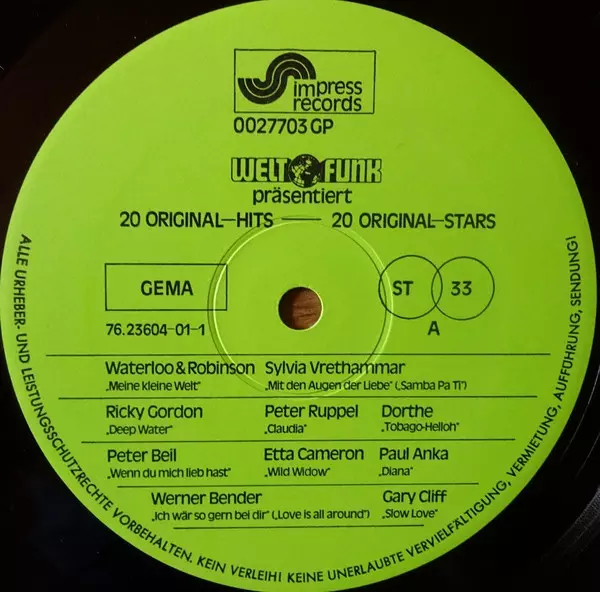 impress
records
0027703 GP
WELT FUNK
präsentiert
20 ORIGINAL-HITS — 20 ORIGINAL-STARS
GEMA
ST 33
76.23604-01-1
A
Waterloo & Robinson Sylvia Vrethammar
„Meine kleine Welt" „Mit den Augen der Liebe" („Samba Pa Ti")
Ricky Gordon Peter Ruppel Dorthe
„Deep Water" „Claudia" „Tobago-Helloh"
Peter Beil Etta Cameron Paul Anka
„Wenn du mich lieb hast" „Wild Widow" „Diana"
Werner Bender Gary Cliff
„Ich wär so gern bei dir" („Love is all around") „Slow Love"
ALLE URHEBER- UND LEISTUNGSSCHUTZRECHTE VORBEHALTEN. KEIN VERLEIH! KEINE UNERLAUBTE VERVIELFÄLTIGUNG, VERMIETUNG, AUFFÜHRUNG, SENDUNG!